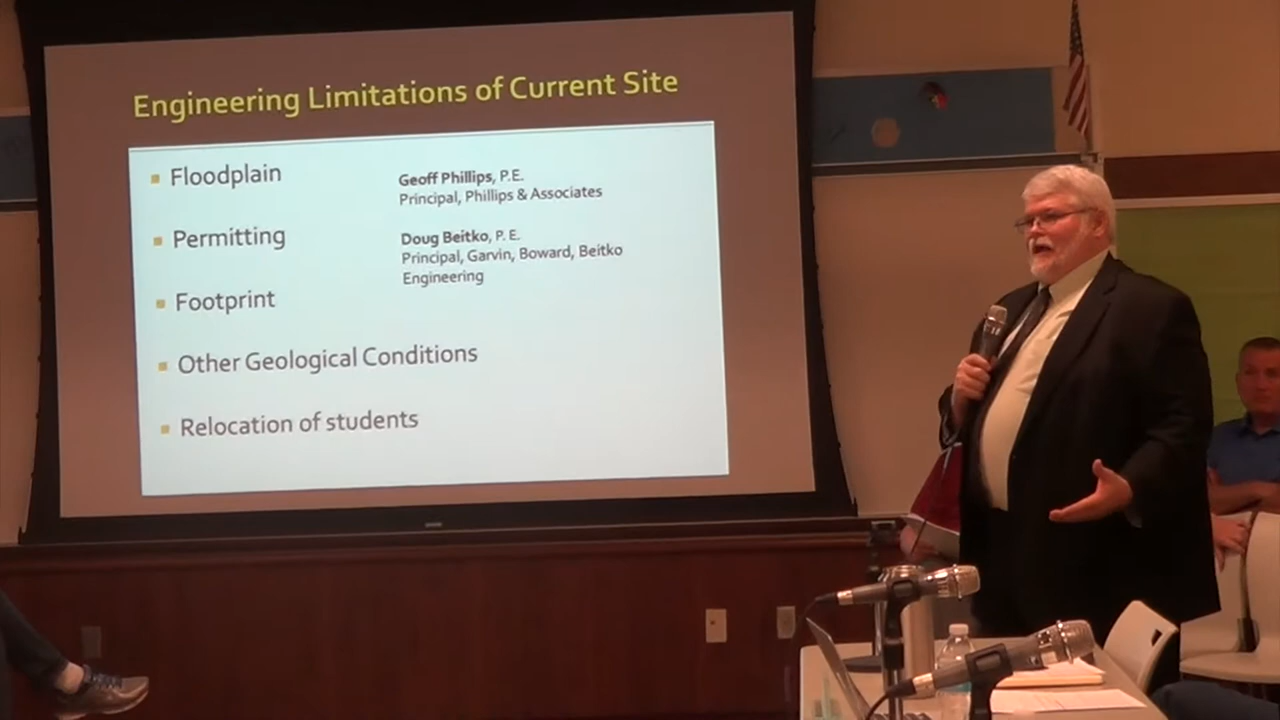 Engineering Limitations of Current Site
Floodplain
Geoff Phillips, P.E.
Principal, Phillips & Associates
Permitting
Doug Beitko, P.E.
Principal, Garvin, Boward, Beitko
Engineering
Footprint
Other Geological Conditions
Relocation of students